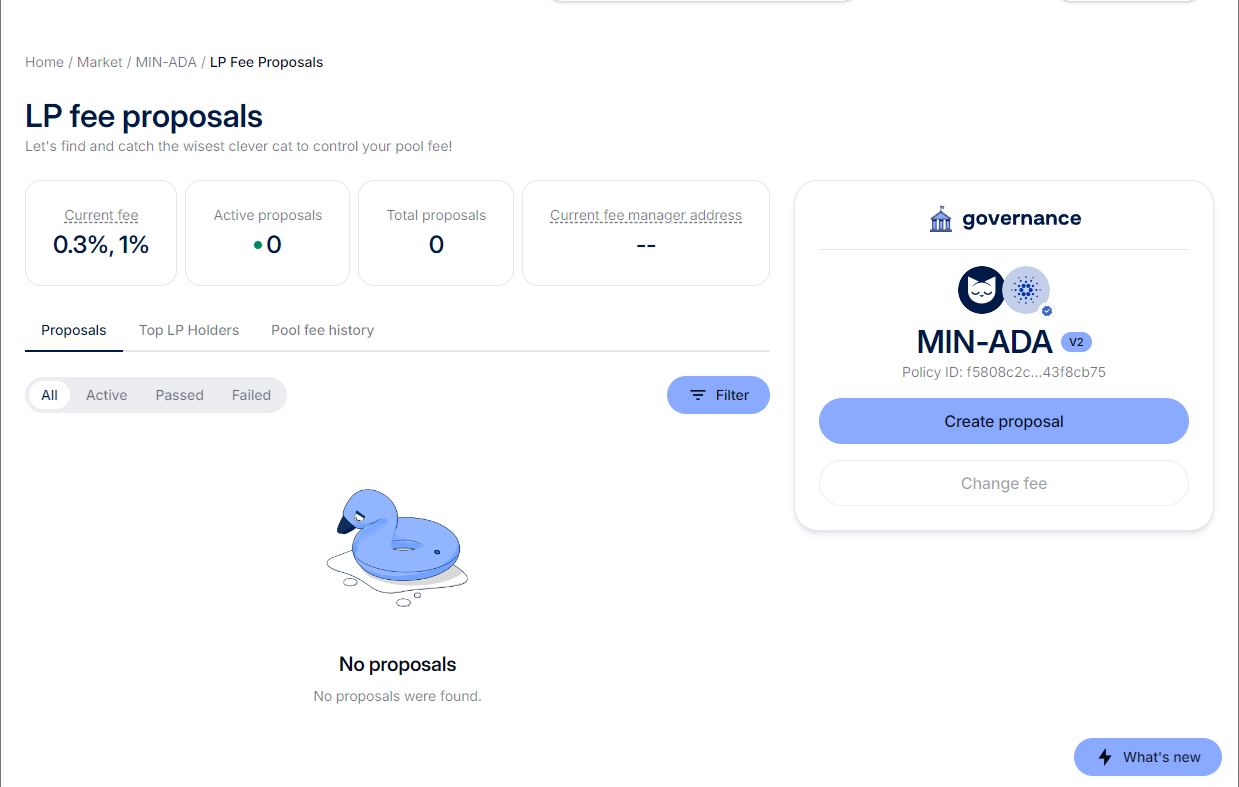 Home / Market / MIN-ADA / LP Fee Proposals
LP fee proposals
Let's find and catch the wisest clever cat to control your pool fee!
Current fee
0.3%, 1%
Active proposals
0
Total proposals
0
Current fee manager address
--
Proposals
Top LP Holders
Pool fee history
All
Active
Passed
Failed
Filter
No proposals
No proposals were found.
governance
MIN-ADA
V2
Policy ID: f5808c2c...43f8cb75
Create proposal
Change fee
What's new